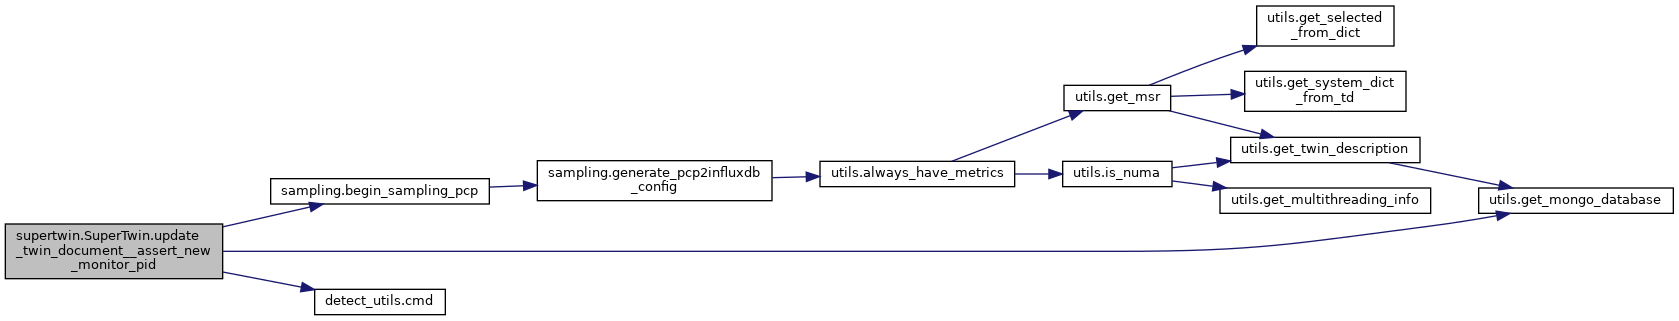 supertwin.SuperTwin.update
_twin_document__assert_new
_monitor_pid
sampling.begin_sampling_pcp
detect_utils.cmd
sampling.generate_pcp2influxdb
_config
utils.always_have_metrics
utils.get_msr
utils.is_numa
utils.get_selected
_from_dict
utils.get_system_dict
_from_td
utils.get_twin_description
utils.get_multithreading_info
utils.get_mongo_database